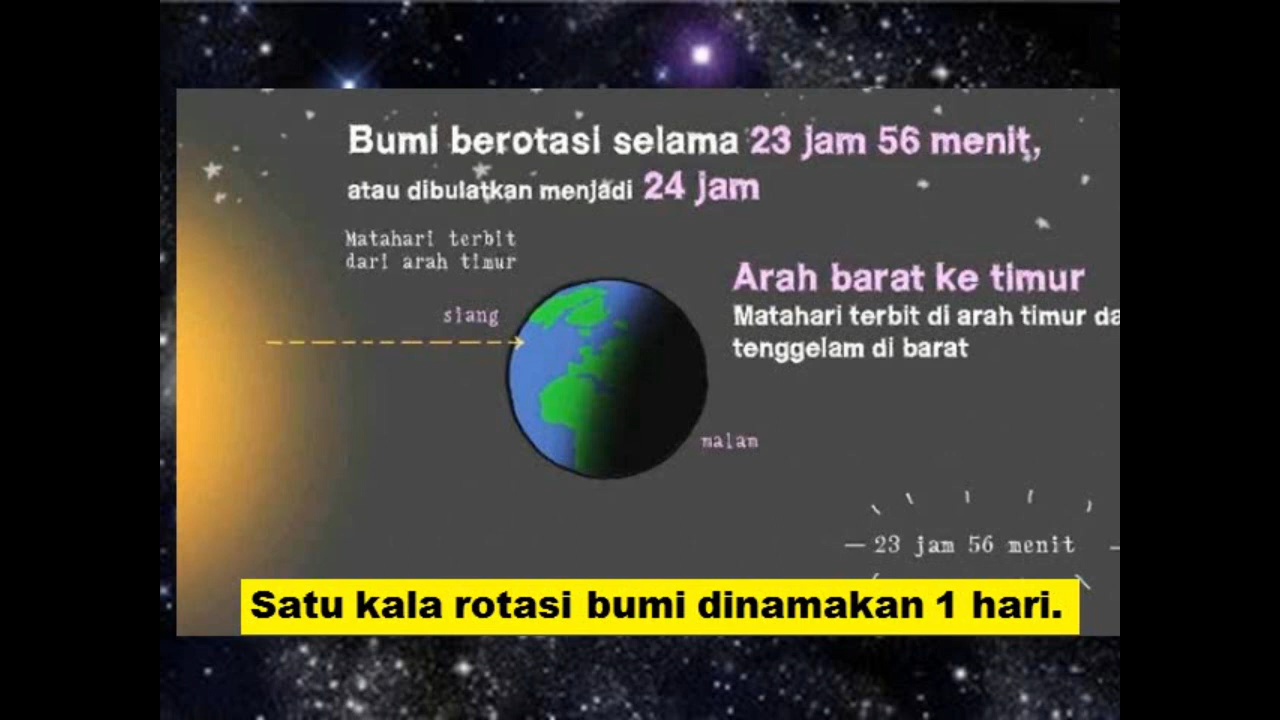 Bumi berotasi selama 23 jam 56 menit,
atau dibulatkan menjadi 24 jam
Matahari terbit
dari arah timur
siang
Arah barat ke timur
Matahari terbit di arah timur da
tenggelam di barat
malam
— 23 jam 56 menit –
Satu kala rotasi bumi dinamakan 1 hari.